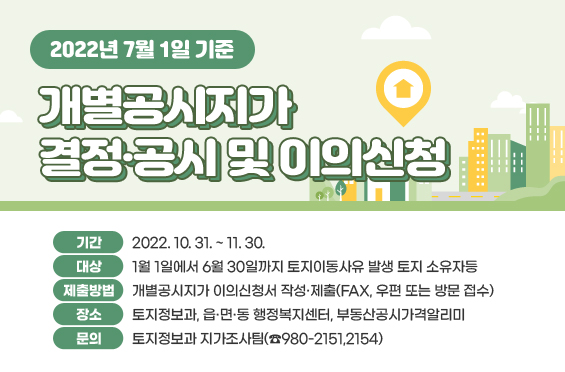 2022년 7월 1일 기준
개별공시지가
결정·공시 및 이의신청
기간 2022. 10. 31. ~ 11. 30.
대상 1월 1일에서 6월 30일까지 토지이동사유 발생 토지 소유자등
제출방법 개별공시지가 이의신청서 작성·제출(FAX, 우편 또는 방문 접수)
장소 토지정보과, 읍·면·동 행정복지센터, 부동산공시가격알리미
문의 토지정보과 지가조사팀(☎980-2151,2154)